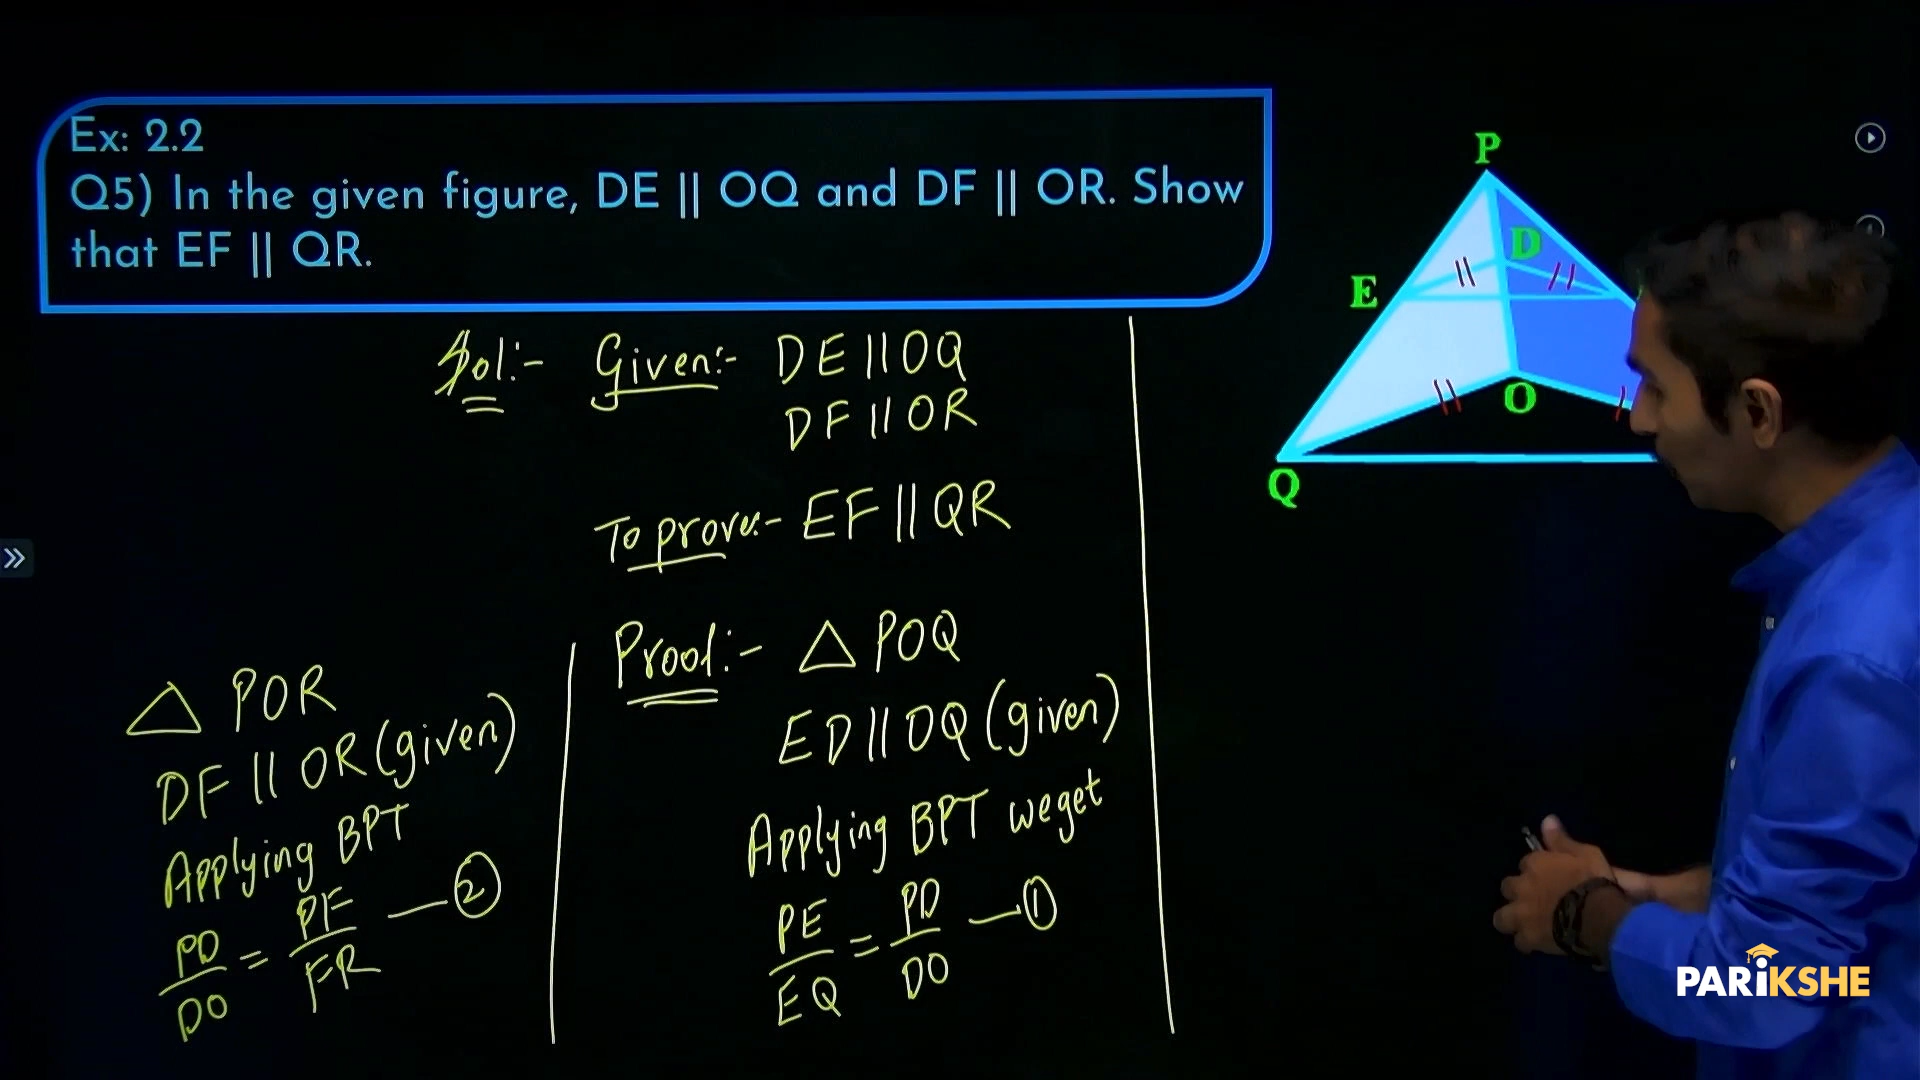 Ex: 2.2
Q5) In the given figure, DE || OQ and DF || OR. Show
that EF || QR.
Sol:- Given:- DE || OQ
DF || OR
To prove:- EF || QR
Proof:- △ POQ
ED || OQ (given)
Applying BPT we get
PE/EQ = PD/DO — ①
△ POR
DF || OR (given)
Applying BPT
PD/DO = PF/FR — ②
P
D
E
O
Q
PARiKSHE